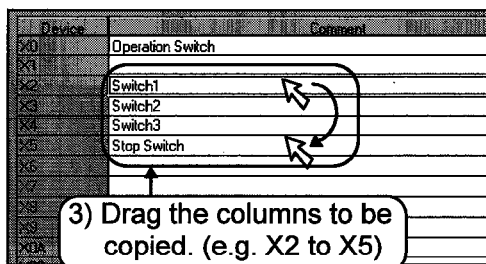 Device Comment
X0 Operation Switch
X1
X2 Switch1
X3 Switch2
X4 Switch3
X5 Stop Switch
X6
X7
X8
X9
X0A
3) Drag the columns to be
copied. (e.g. X2 to X5)